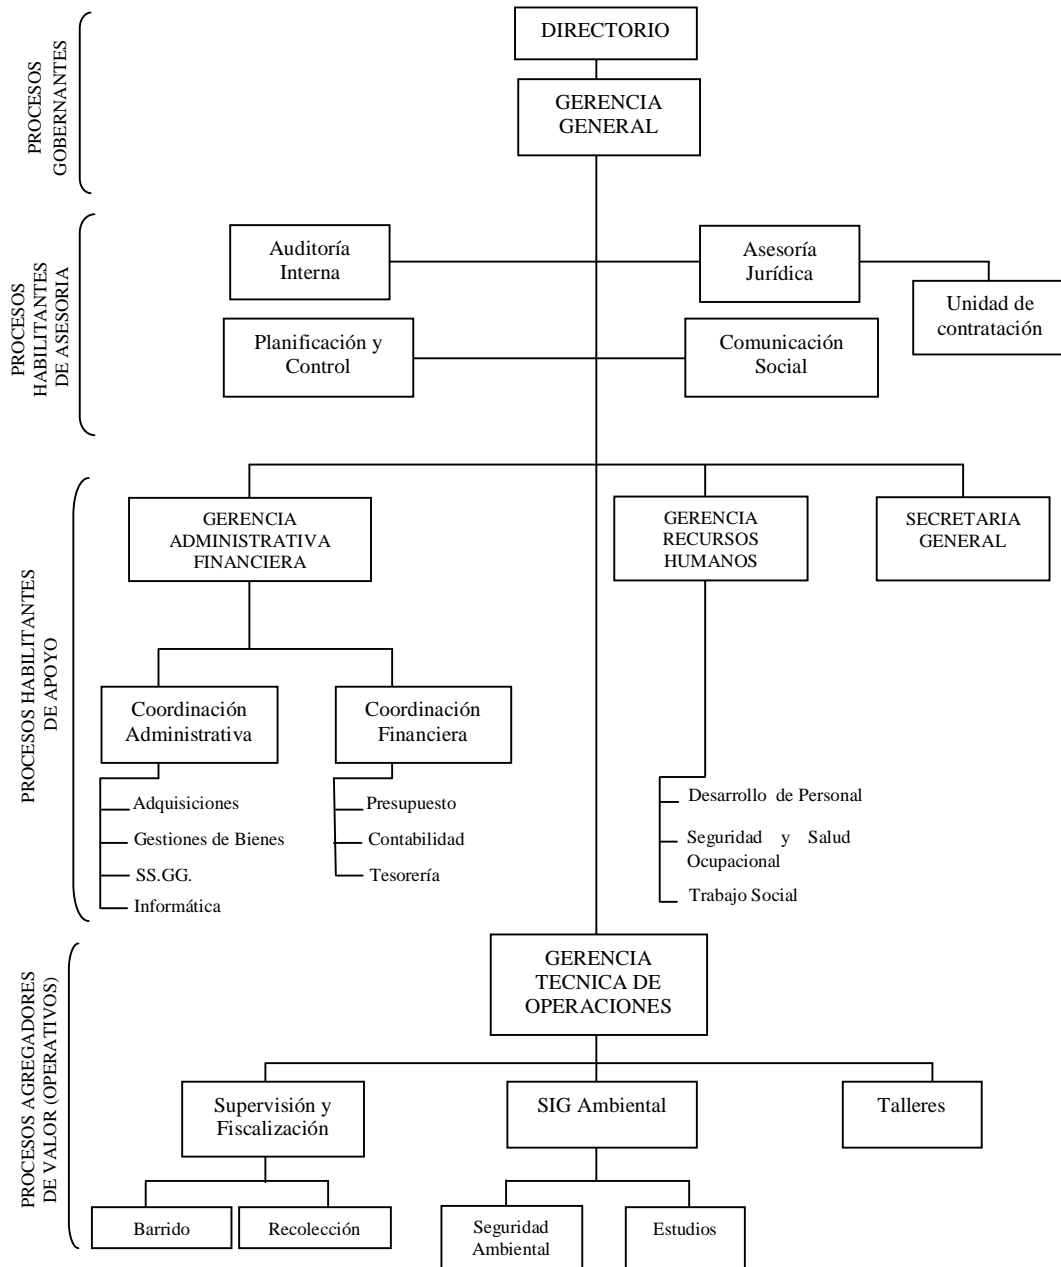 PROCESOS
GOBERNANTES
DIRECTORIO
GERENCIA
GENERAL
PROCESOS
HABILITANTES
DE ASESORIA
Auditoría
Interna
Asesoría
Jurídica
Unidad de
contratación
Planificación y
Control
Comunicación
Social
PROCESOS HABILITANTES
DE APOYO
GERENCIA
ADMINISTRATIVA
FINANCIERA
GERENCIA
RECURSOS
HUMANOS
SECRETARIA
GENERAL
Coordinación
Administrativa
Coordinación
Financiera
Adquisiciones
Gestiones de Bienes
SS.GG.
Informática
Presupuesto
Contabilidad
Tesorería
Desarrollo de Personal
Seguridad y Salud
Ocupacional
Trabajo Social
PROCESOS AGREGADORES
DE VALOR (OPERATIVOS)
GERENCIA
TECNICA DE
OPERACIONES
Supervisión y
Fiscalización
SIG Ambiental
Talleres
Barrido
Recolección
Seguridad
Ambiental
Estudios